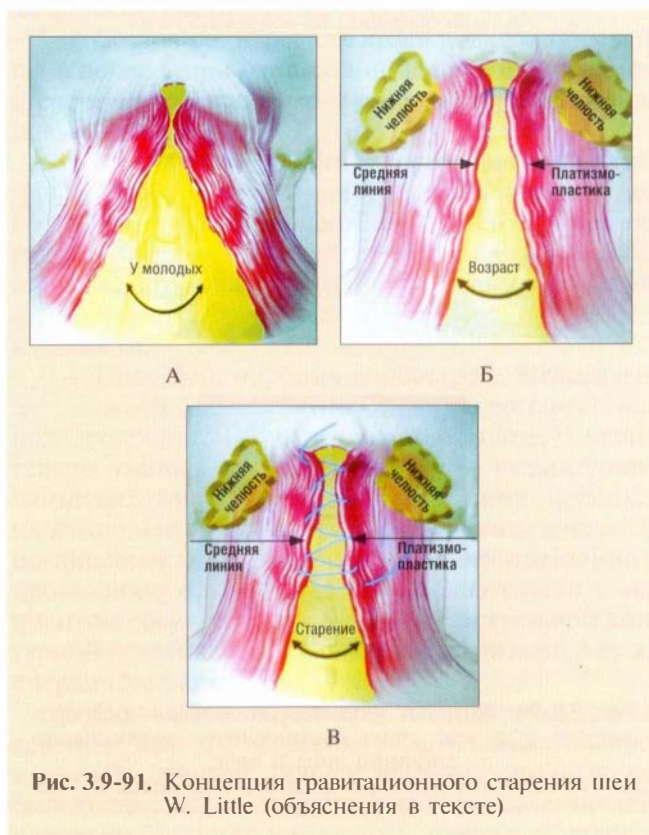 У молодых
А
Нижняя
челюсть
Нижняя
челюсть
Средняя
линия
Платизмо-
пластика
Возраст
Б
Нижняя
челюсть
Нижняя
челюсть
Средняя
линия
Платизмо-
пластика
Старение
В
Рис. 3.9-91. Концепция гравитационного старения шеи
W. Little (объяснения в тексте)